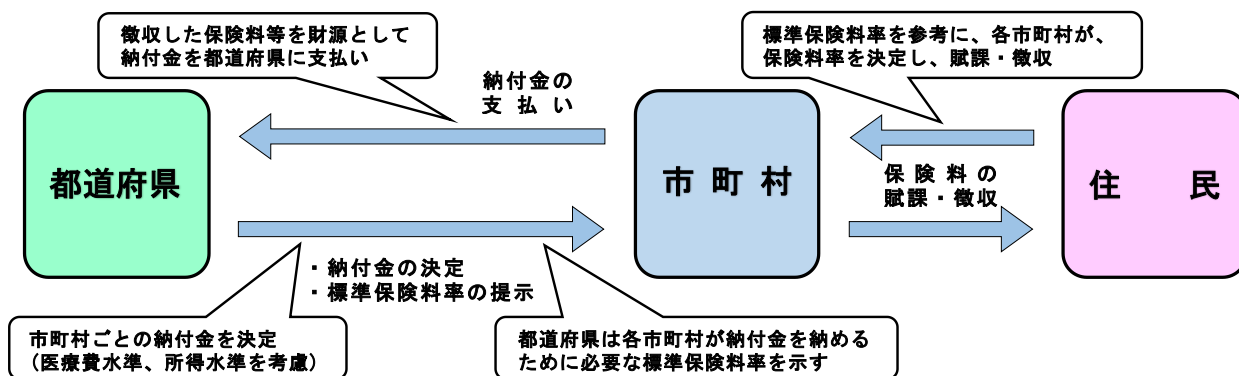 徴収した保険料等を財源として
納付金を都道府県に支払い
標準保険料率を参考に、各市町村が、
保険料率を決定し、賦課・徴収
納付金の
支払い
都道府県
市町村
住民
保険料の
賦課・徴収
・納付金の決定
・標準保険料率の提示
市町村ごとの納付金を決定
（医療費水準、所得水準を考慮）
都道府県は各市町村が納付金を納める
ために必要な標準保険料率を示す